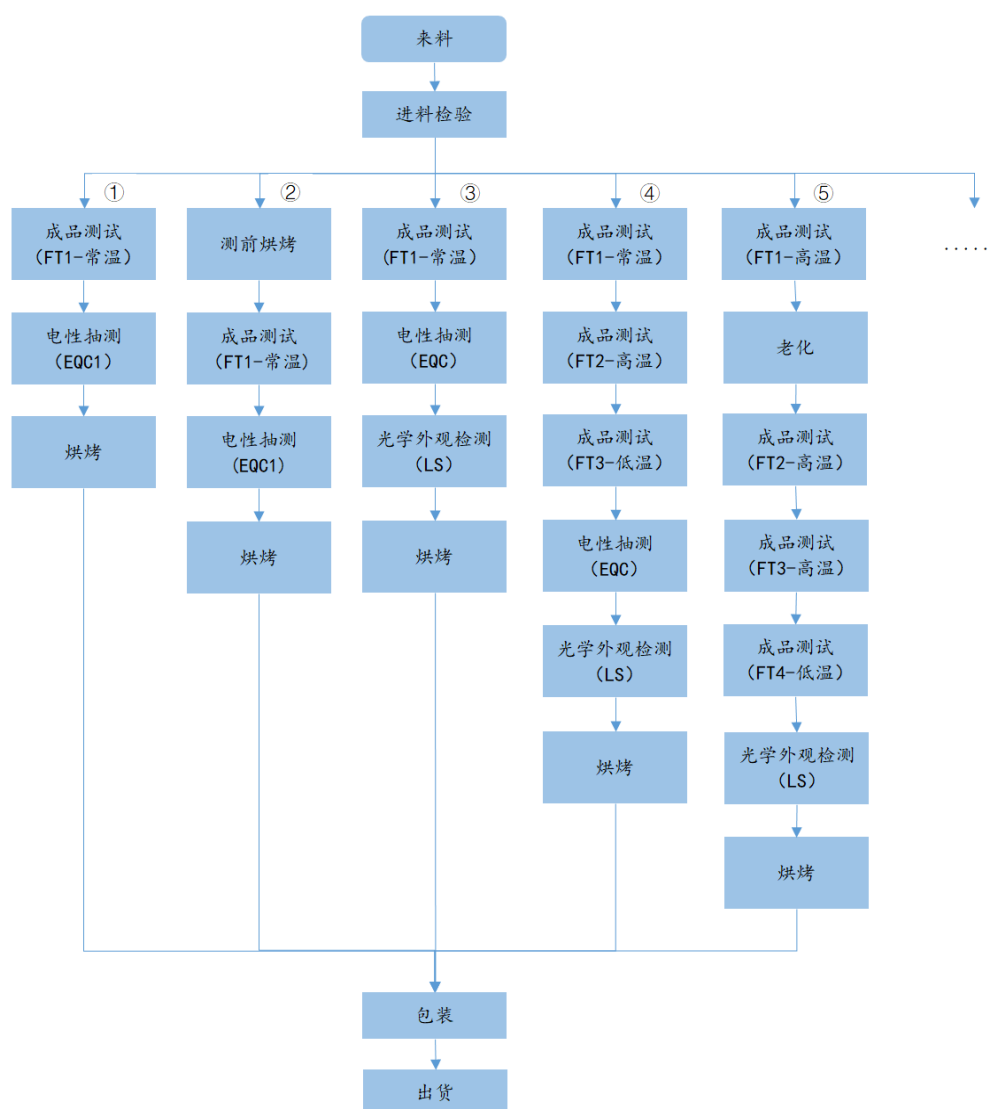 来料
进料检验
①
成品测试
(FT1-常温)
电性抽测
(EQC1)
烘烤
②
测前烘烤
成品测试
(FT1-常温)
电性抽测
(EQC1)
烘烤
③
成品测试
(FT1-常温)
电性抽测
(EQC)
光学外观检测
(LS)
烘烤
④
成品测试
(FT1-常温)
成品测试
(FT2-高温)
成品测试
(FT3-低温)
电性抽测
(EQC)
光学外观检测
(LS)
烘烤
⑤
成品测试
(FT1-高温)
老化
成品测试
(FT2-高温)
成品测试
(FT3-高温)
成品测试
(FT4-低温)
光学外观检测
(LS)
烘烤
.....
包装
出货